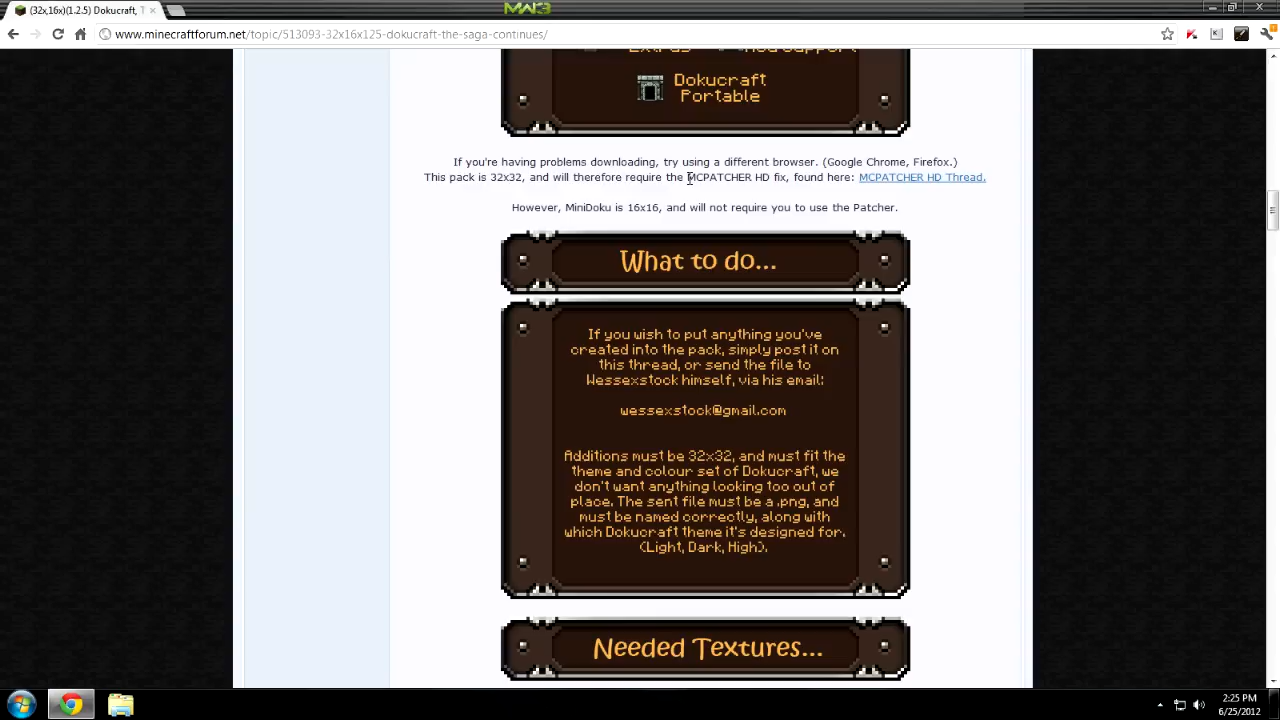 MW3
(32x,16x)(1.2.5) Dokucraft, T
www.minecraftforum.net/topic/513093-32x16x125-dokucraft-the-saga-continues/
Dokucraft
Portable
If you're having problems downloading, try using a different browser. (Google Chrome, Firefox.)
This pack is 32x32, and will therefore require the MCPATCHER HD fix, found here: MCPATCHER HD Thread.
However, MiniDoku is 16x16, and will not require you to use the Patcher.
What to do...
If you wish to put anything you've
created into the pack, simply post it on
this thread, or send the file to
Wessexstock himself, via his email:
wessexstock@gmail.com
Additions must be 32x32, and must fit the
theme and colour set of Dokucraft, we
don't want anything looking too out of
place. The sent file must be a .png, and
must be named correctly, along with
which Dokucraft theme it's designed for.
(Light, Dark, High).
Needed Textures...
2:25 PM
6/25/2012